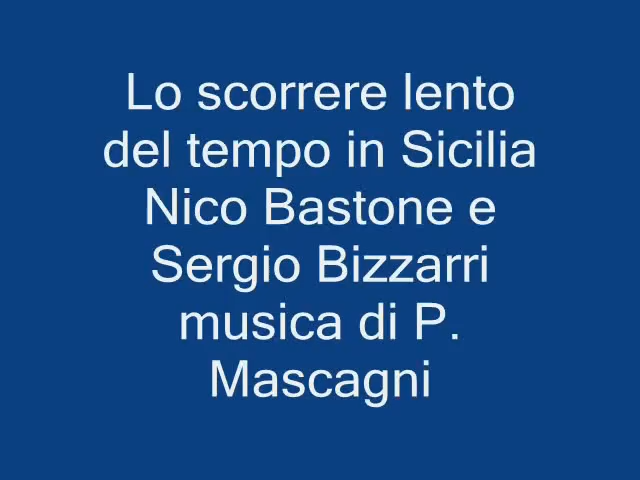 Lo scorrere lento
del tempo in Sicilia
Nico Bastone e
Sergio Bizzarri
musica di P.
Mascagni